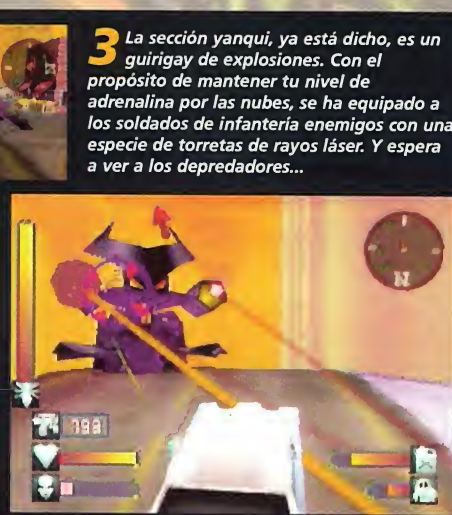 3 La sección yanqui, ya está dicho, es un
guirigay de explosiones. Con el
propósito de mantener tu nivel de
adrenalina por las nubes, se ha equipado a
los soldados de infantería enemigos con una
especie de torretas de rayos láser. Y espera
a ver a los depredadores...
N